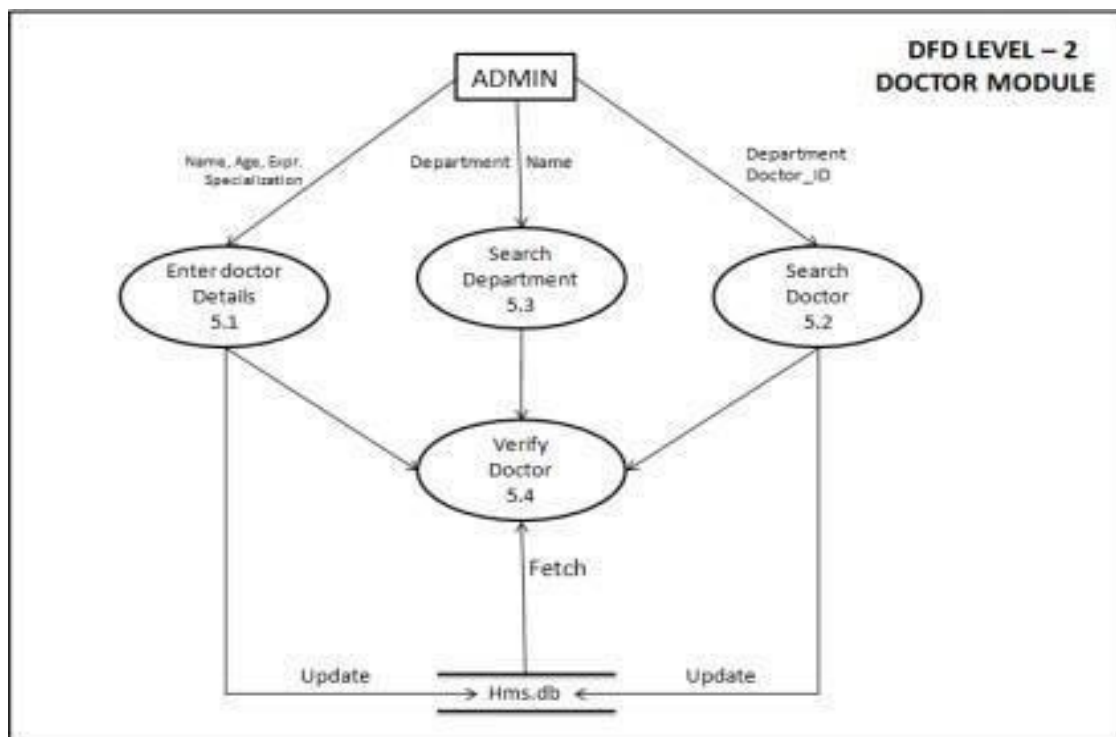 DFD LEVEL – 2
DOCTOR MODULE
ADMIN
Name, Age, Expr.
Specialization
Department Name
Department
Doctor_ID
Enter doctor
Details
5.1
Search
Department
5.3
Search
Doctor
5.2
Verify
Doctor
5.4
Fetch
Update
Update
Hms.db